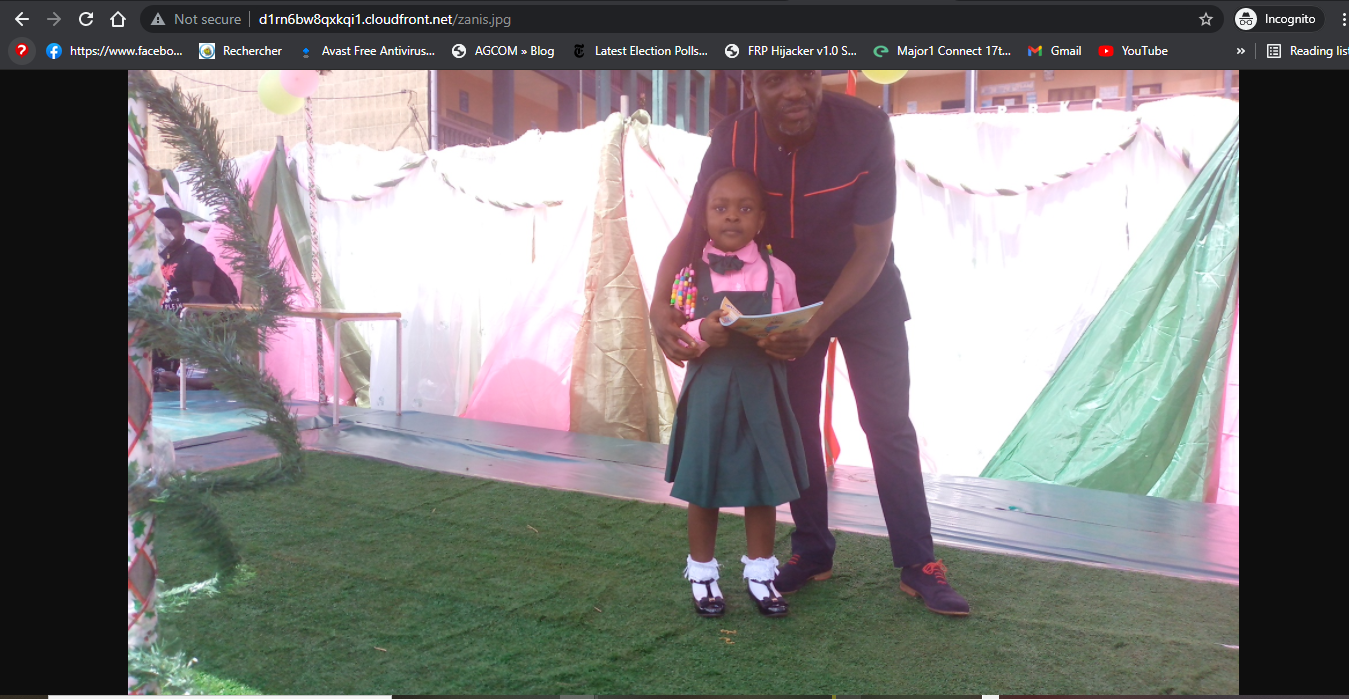 Not secure d1rn6bw8qxkqi1.cloudfront.net/zanis.jpg Incognito
? https://www.facebo... Rechercher Avast Free Antivirus... AGCOM » Blog Latest Election Polls... FRP Hijacker v1.0 S... Major1 Connect 17t... Gmail YouTube » Reading list